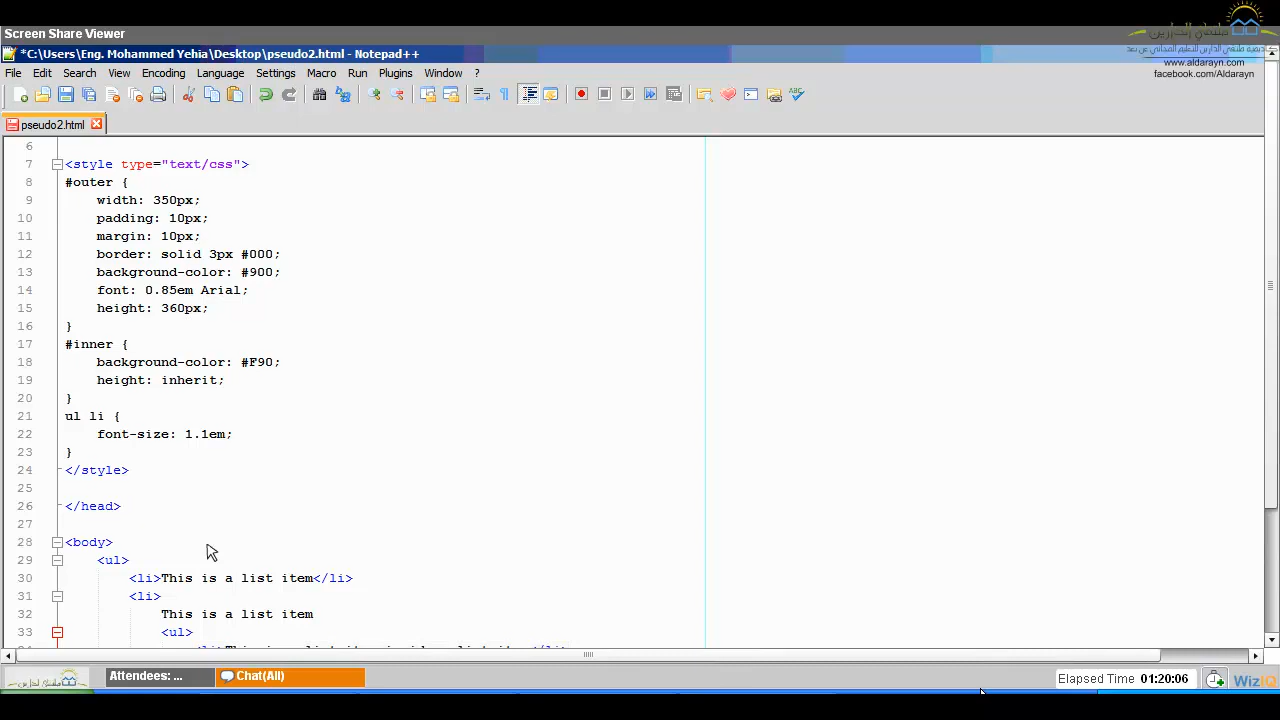 Screen Share Viewer
*C:\Users\Eng. Mohammed Yehia\Desktop\pseudo2.html - Notepad++
www.aldarayn.com
facebook.com/Aldarayn
File Edit Search View Encoding Language Settings Macro Run Plugins Window ?
pseudo2.html
6
7 <style type="text/css">
8 #outer {
9 width: 350px;
10 padding: 10px;
11 margin: 10px;
12 border: solid 3px #000;
13 background-color: #900;
14 font: 0.85em Arial;
15 height: 360px;
16 }
17 #inner {
18 background-color: #F90;
19 height: inherit;
20 }
21 ul li {
22 font-size: 1.1em;
23 }
24 </style>
25
26 </head>
27
28 <body>
29 <ul>
30 <li>This is a list item</li>
31 <li>
32 This is a list item
33 <ul>
Attendees: ...
Chat(All)
Elapsed Time 01:20:06
WizIQ